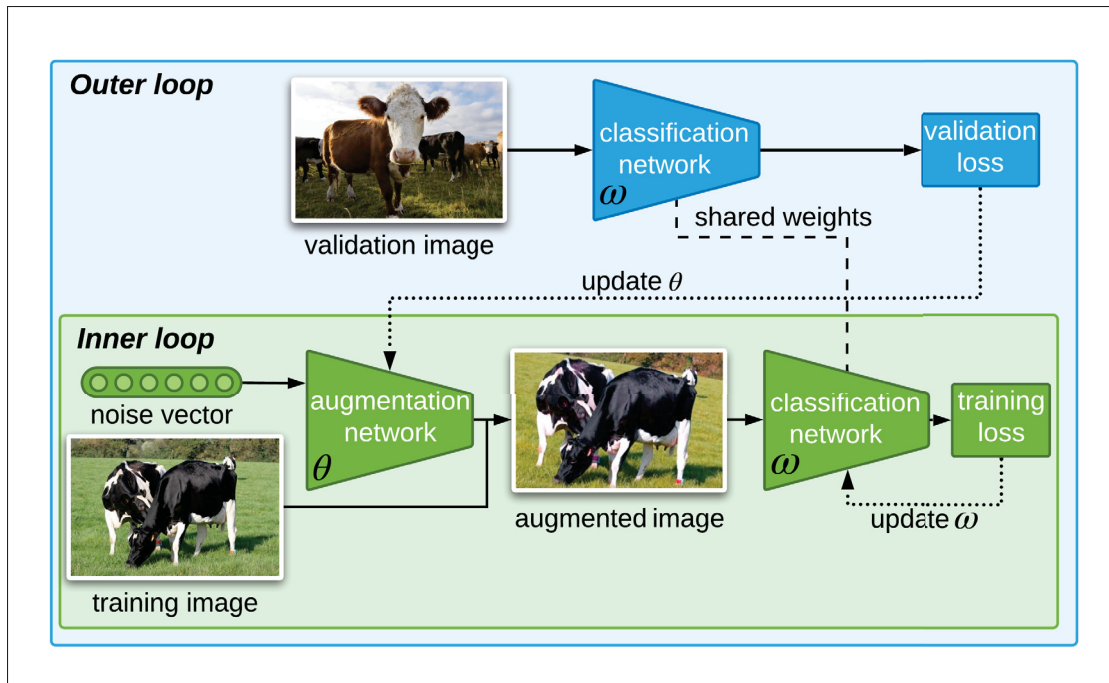 Outer loop
classification
network
ω
validation
loss
validation image
shared weights
update θ
Inner loop
noise vector
augmentation
network
θ
classification
network
ω
training
loss
augmented image
update ω
training image